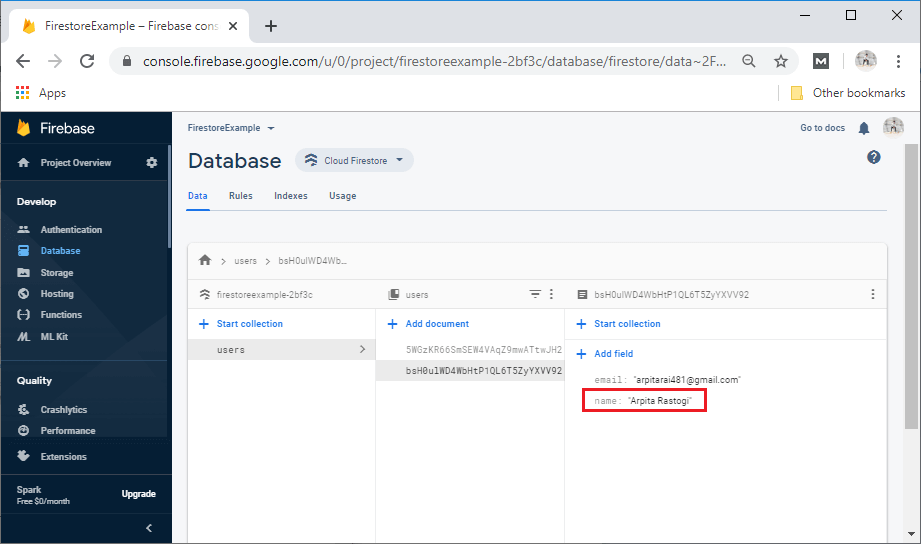 FirestoreExample – Firebase cons
console.firebase.google.com/u/0/project/firestoreexample-2bf3c/database/firestore/data~2F...
Apps
Other bookmarks
Firebase
FirestoreExample
Go to docs
Project Overview
Database
Cloud Firestore
Develop
Data Rules Indexes Usage
Authentication
Database
Storage
Hosting
Functions
ML Kit
users
bsH0ulWD4Wb...
firestoreexample-2bf3c
users
bsH0ulWD4WbHtP1QL6T5ZyYXVV92
Start collection
Add document
Start collection
users
5WGzKR66SmSEW4VAqZ9mwATtwJH2
Add field
bsH0ulWD4WbHtP1QL6T5ZyYXVV92
email: "arpitarai481@gmail.com"
name: "Arpita Rastogi"
Quality
Crashlytics
Performance
Extensions
Spark
Free $0/month
Upgrade